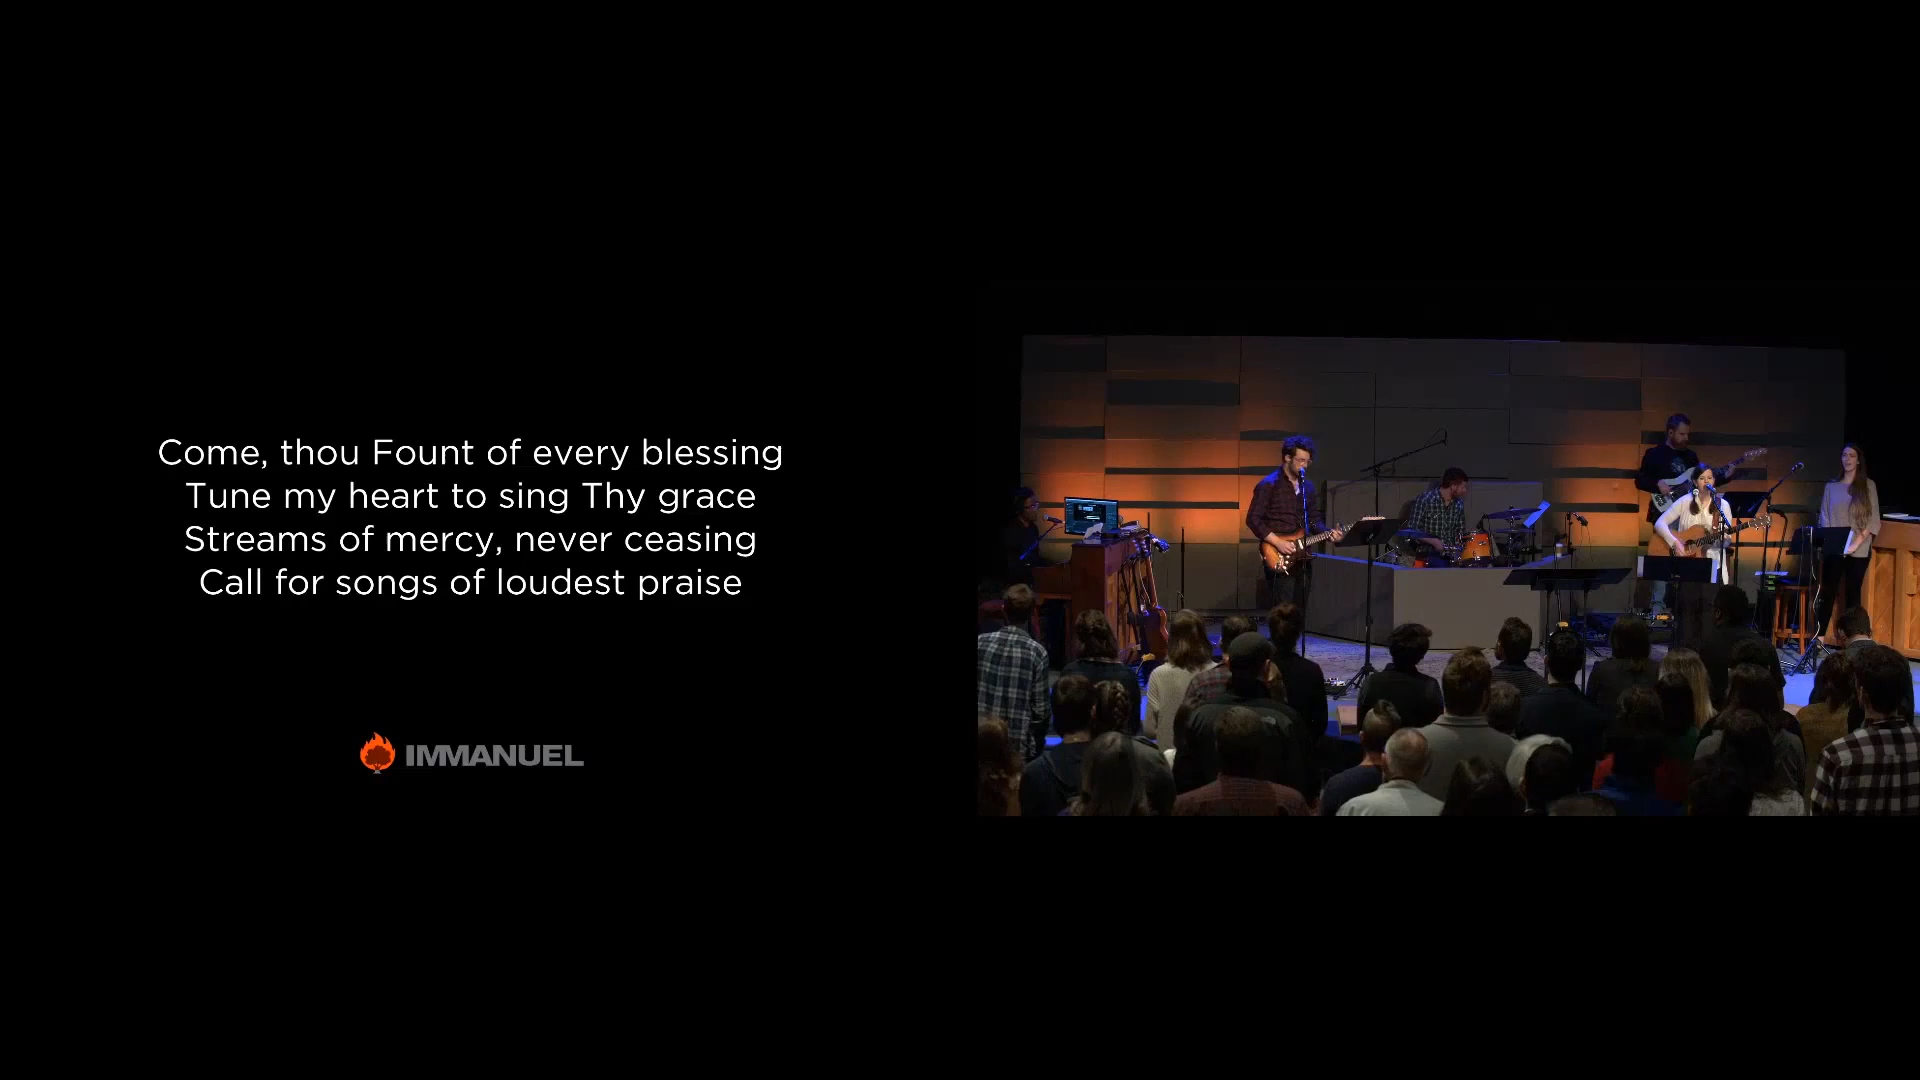 Come, thou Fount of every blessing
Tune my heart to sing Thy grace
Streams of mercy, never ceasing
Call for songs of loudest praise
IMMANUEL